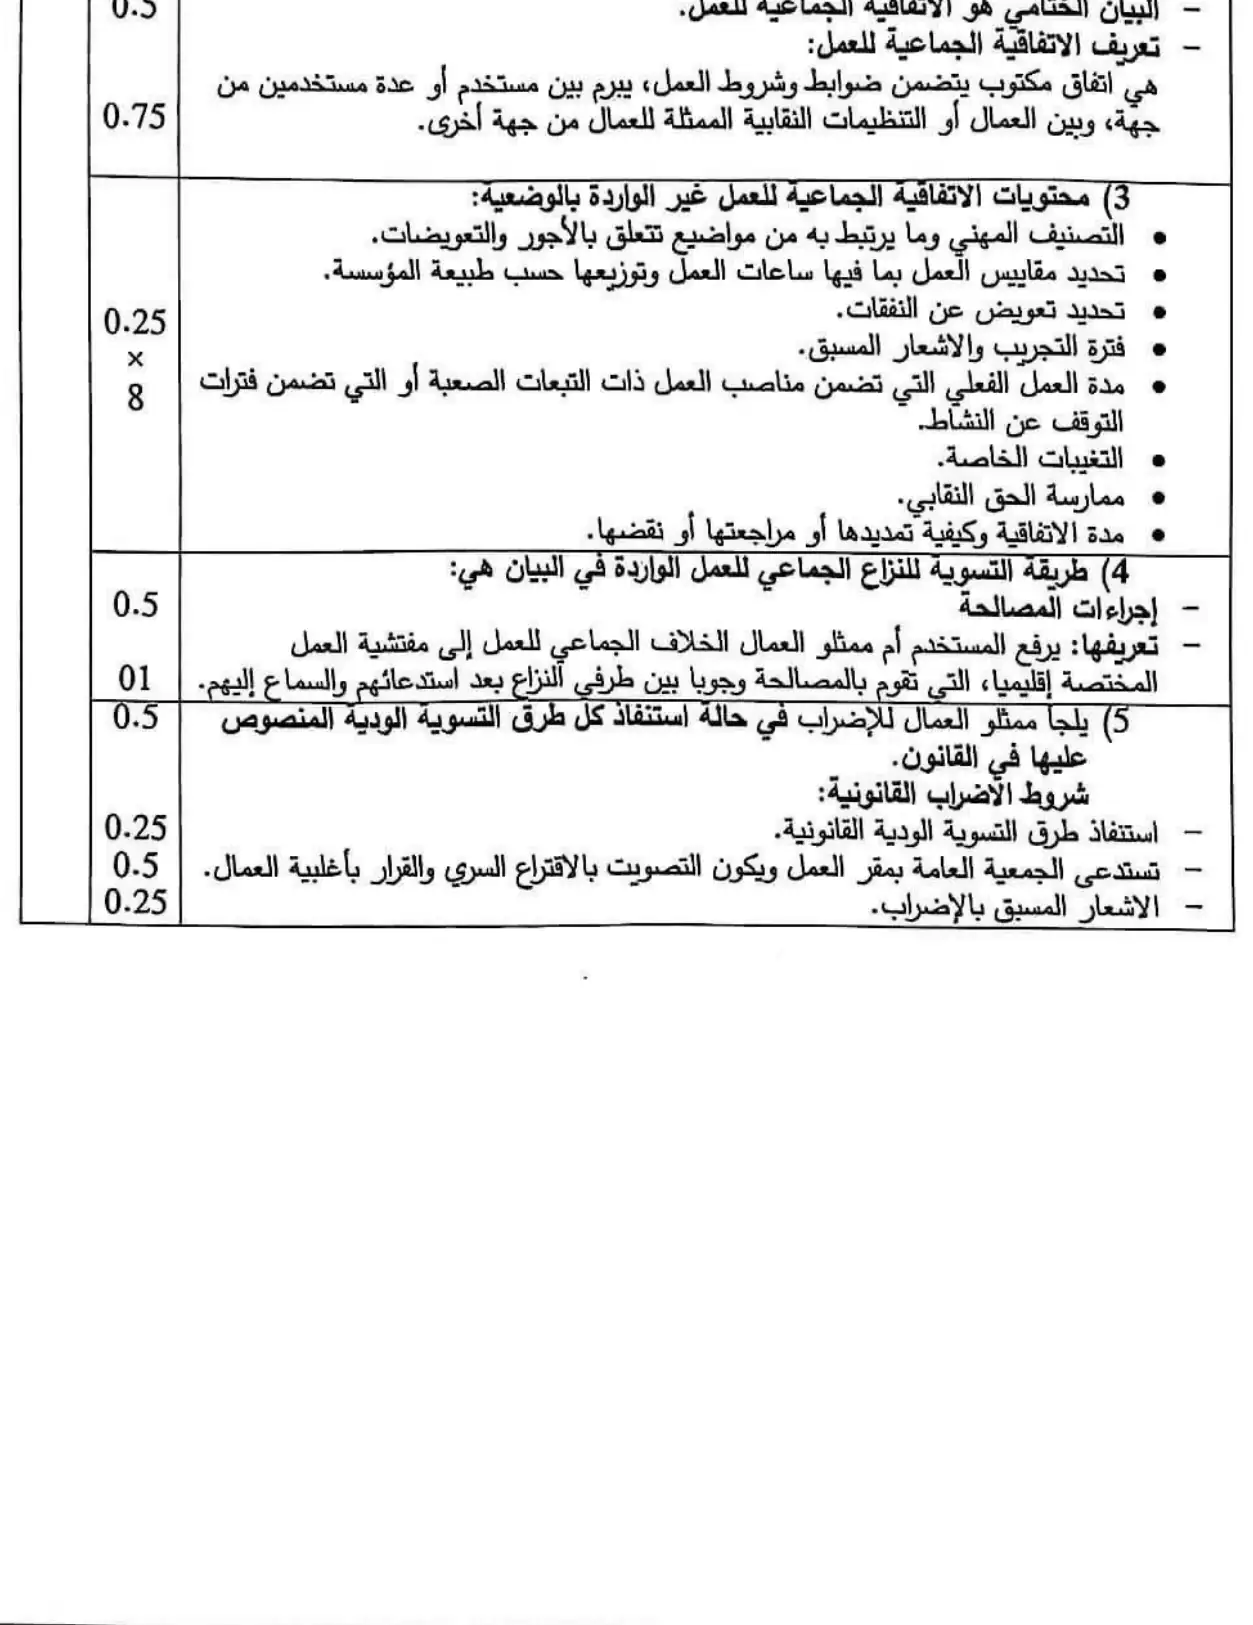 – البيان الختامي هو الاتفاقية الجماعية للعمل. 0.5
– تعريف الاتفاقية الجماعية للعمل:
هي اتفاق مكتوب يتضمن ضوابط وشروط العمل، يبرم بين مستخدم أو عدة مستخدمين من
جهة، وبين العمال أو التنظيمات النقابية الممثلة للعمال من جهة أخرى. 0.75
3) محتويات الاتفاقية الجماعية للعمل غير الواردة بالوضعية:
• التصنيف المهني وما يرتبط به من مواضيع تتعلق بالأجور والتعويضات.
• تحديد مقاييس العمل بما فيها ساعات العمل وتوزيعها حسب طبيعة المؤسسة.
• تحديد تعويض عن النفقات. 0.25
• فترة التجريب والاشعار المسبق. ×
• مدة العمل الفعلي التي تضمن مناصب العمل ذات التبعات الصعبة أو التي تضمن فترات 8
التوقف عن النشاط.
• التغيبات الخاصة.
• ممارسة الحق النقابي.
• مدة الاتفاقية وكيفية تمديدها أو مراجعتها أو نقضها.
4) طريقة التسوية للنزاع الجماعي للعمل الواردة في البيان هي:
– إجراءات المصالحة 0.5
– تعريفها: يرفع المستخدم أم ممثلو العمال الخلاف الجماعي للعمل إلى مفتشية العمل
المختصة إقليميا، التي تقوم بالمصالحة وجوبا بين طرفي النزاع بعد استدعائهم والسماع إليهم. 01
5) يلجأ ممثلو العمال للإضراب في حالة استنفاذ كل طرق التسوية الودية المنصوص 0.5
عليها في القانون.
شروط الاضراب القانونية:
– استنفاذ طرق التسوية الودية القانونية. 0.25
– تستدعى الجمعية العامة بمقر العمل ويكون التصويت بالاقتراع السري والقرار بأغلبية العمال. 0.5
– الاشعار المسبق بالإضراب. 0.25